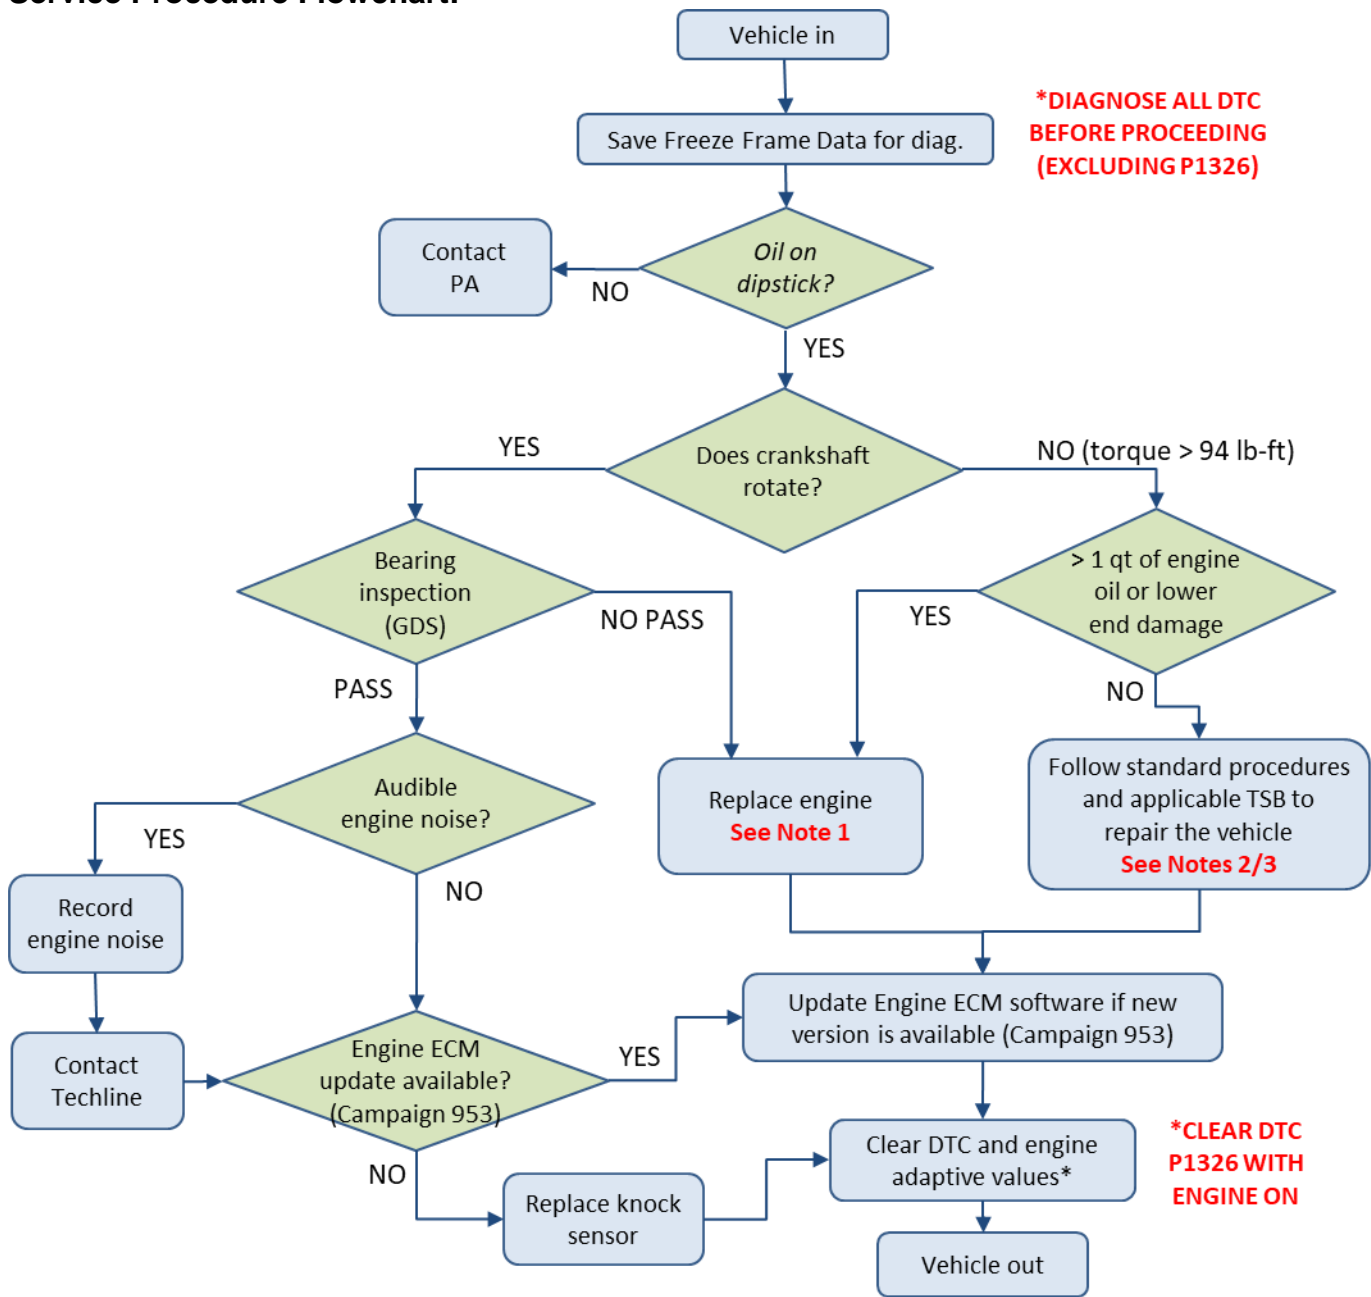 Service Procedure Flowchart:
Vehicle in
*DIAGNOSE ALL DTC
BEFORE PROCEEDING
(EXCLUDING P1326)
Save Freeze Frame Data for diag.
Contact
PA
NO
Oil on
dipstick?
YES
YES
Does crankshaft
rotate?
NO (torque > 94 lb-ft)
Bearing
inspection
(GDS)
NO PASS
YES
> 1 qt of engine
oil or lower
end damage
PASS
NO
Audible
engine noise?
YES
NO
Replace engine
See Note 1
Follow standard procedures
and applicable TSB to
repair the vehicle
See Notes 2/3
Record
engine noise
Contact
Techline
Engine ECM
update available?
(Campaign 953)
YES
NO
Update Engine ECM software if new
version is available (Campaign 953)
Replace knock
sensor
Clear DTC and engine
adaptive values*
*CLEAR DTC
P1326 WITH
ENGINE ON
Vehicle out